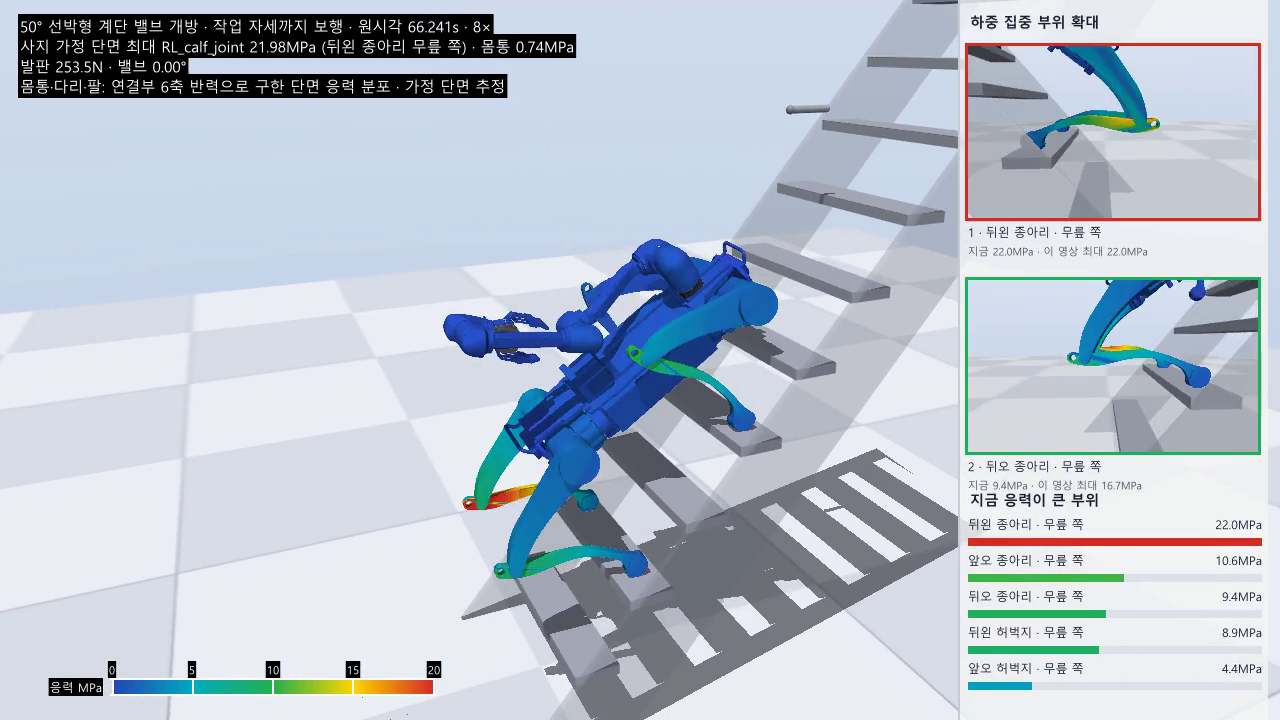 50° 선박형 계단 밸브 개방 · 작업 자세까지 보행 · 원시각 66.241s · 8×
사지 가정 단면 최대 RL_calf_joint 21.98MPa (뒤왼 종아리 무릎 쪽) · 몸통 0.74MPa
발판 253.5N · 밸브 0.00°
몸통·다리·팔: 연결부 6축 반력으로 구한 단면 응력 분포 · 가정 단면 추정
하중 집중 부위 확대
1 · 뒤왼 종아리 · 무릎 쪽
지금 22.0MPa · 이 영상 최대 22.0MPa
2 · 뒤오 종아리 · 무릎 쪽
지금 9.4MPa · 이 영상 최대 16.7MPa
지금 응력이 큰 부위
뒤왼 종아리 · 무릎 쪽 22.0MPa
앞오 종아리 · 무릎 쪽 10.6MPa
뒤오 종아리 · 무릎 쪽 9.4MPa
뒤왼 허벅지 · 무릎 쪽 8.9MPa
앞오 허벅지 · 무릎 쪽 4.4MPa
0 5 10 15 20
응력 MPa